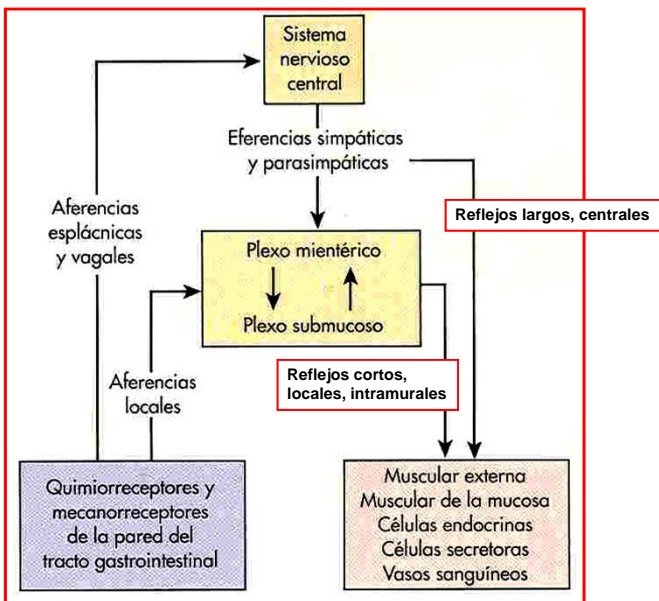 Sistema
nervioso
central
Eferencias simpáticas
y parasimpáticas
Aferencias
esplácnicas
y vagales
Reflejos largos, centrales
Plexo mientérico
Plexo submucoso
Aferencias
locales
Reflejos cortos,
locales, intramurales
Quimiorreceptores y
mecanorreceptores
de la pared del
tracto gastrointestinal
Muscular externa
Muscular de la mucosa
Células endocrinas
Células secretoras
Vasos sanguíneos